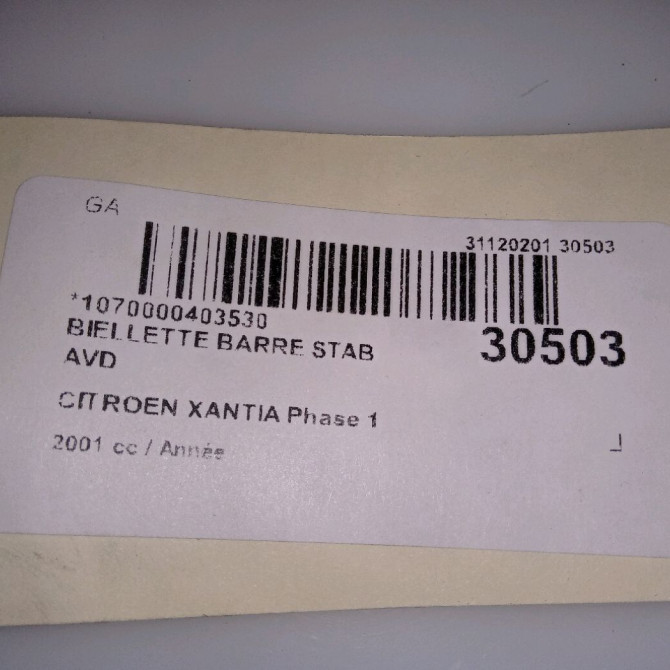 GA
31120201 30503
*1070000403530
BIELLETTE BARRE STAB
AVD
30503
CITROEN XANTIA Phase 1
2001 cc / Année